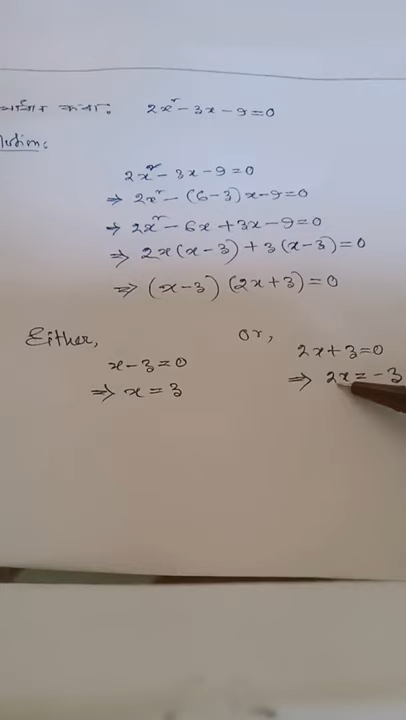 সমাধান করো: 2x² - 3x - 9 = 0
lution:
2x² - 3x - 9 = 0
⇒ 2x² - (6-3)x - 9 = 0
⇒ 2x² - 6x + 3x - 9 = 0
⇒ 2x(x-3) + 3(x-3) = 0
⇒ (x-3) (2x+3) = 0
Either, or,
x - 3 = 0 2x + 3 = 0
⇒ x = 3 ⇒ 2x = -3